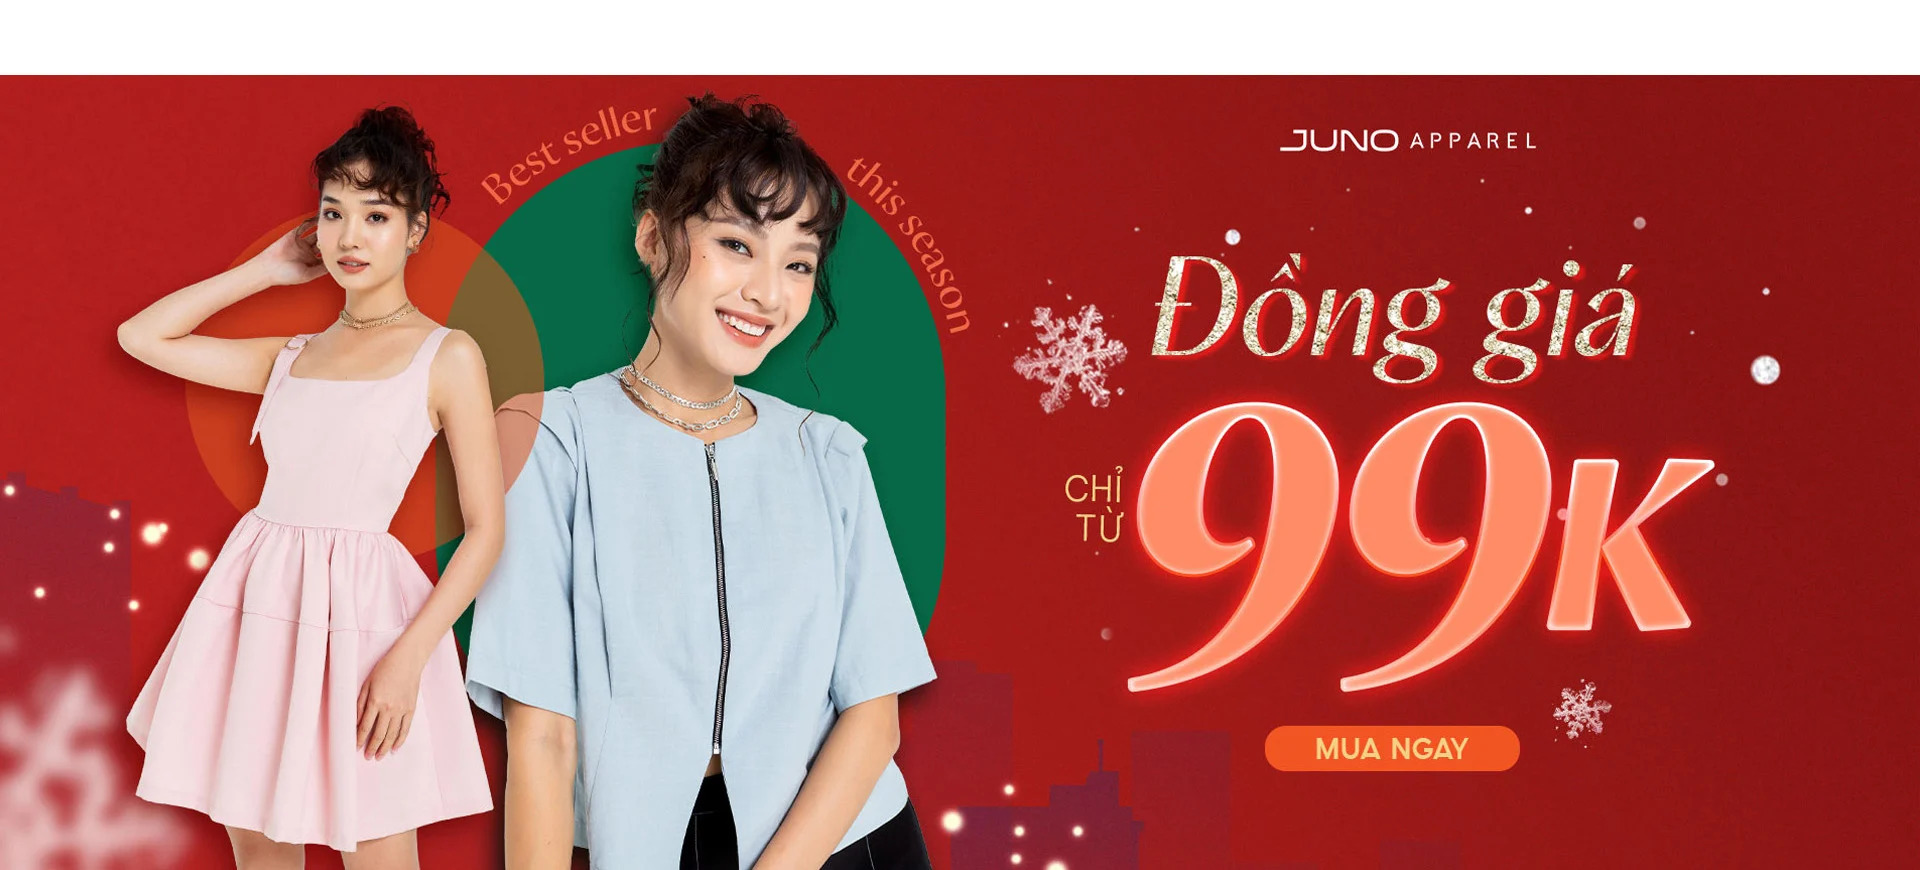 Best seller
this season
JUNO APPAREL
Đồng giá
CHỈ
TỪ
99K
MUA NGAY